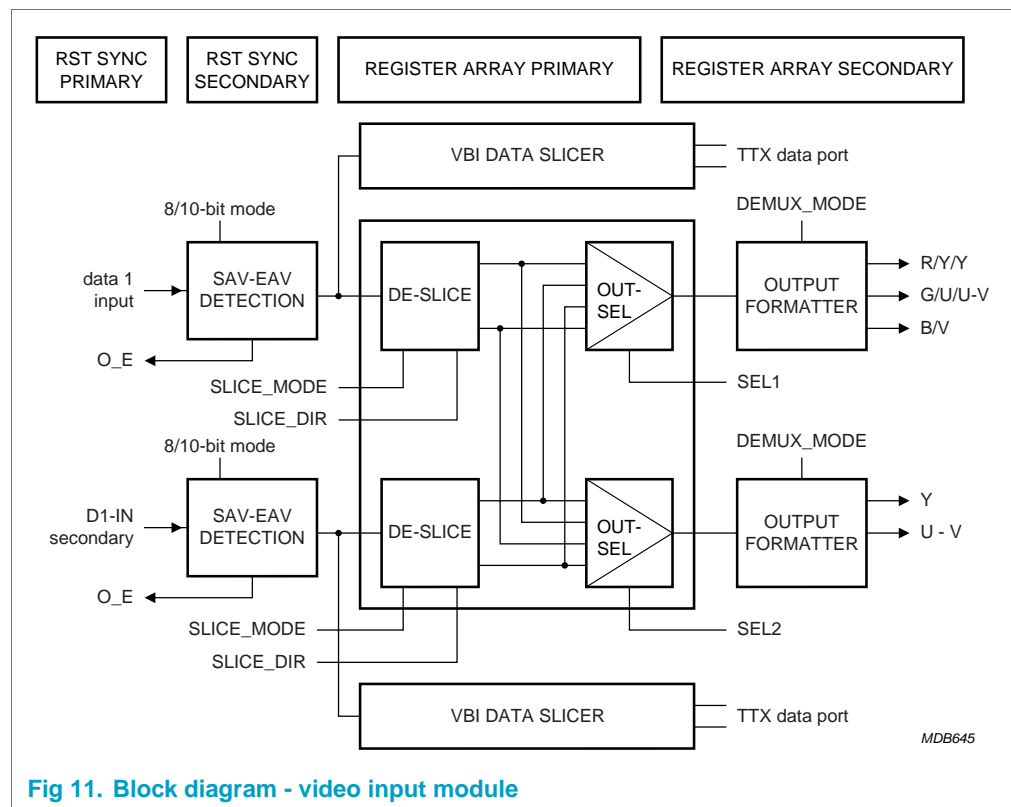 RST SYNC
PRIMARY
RST SYNC
SECONDARY
REGISTER ARRAY PRIMARY
REGISTER ARRAY SECONDARY
VBI DATA SLICER
TTX data port
8/10-bit mode
DEMUX_MODE
data 1
input
SAV-EAV
DETECTION
DE-SLICE
OUT-
SEL
OUTPUT
FORMATTER
R/Y/Y
G/U/U-V
B/V
O_E
SLICE_MODE
SLICE_DIR
SEL1
8/10-bit mode
DEMUX_MODE
D1-IN
secondary
SAV-EAV
DETECTION
DE-SLICE
OUT-
SEL
OUTPUT
FORMATTER
Y
U - V
O_E
SLICE_MODE
SLICE_DIR
SEL2
VBI DATA SLICER
TTX data port
MDB645
Fig 11. Block diagram - video input module